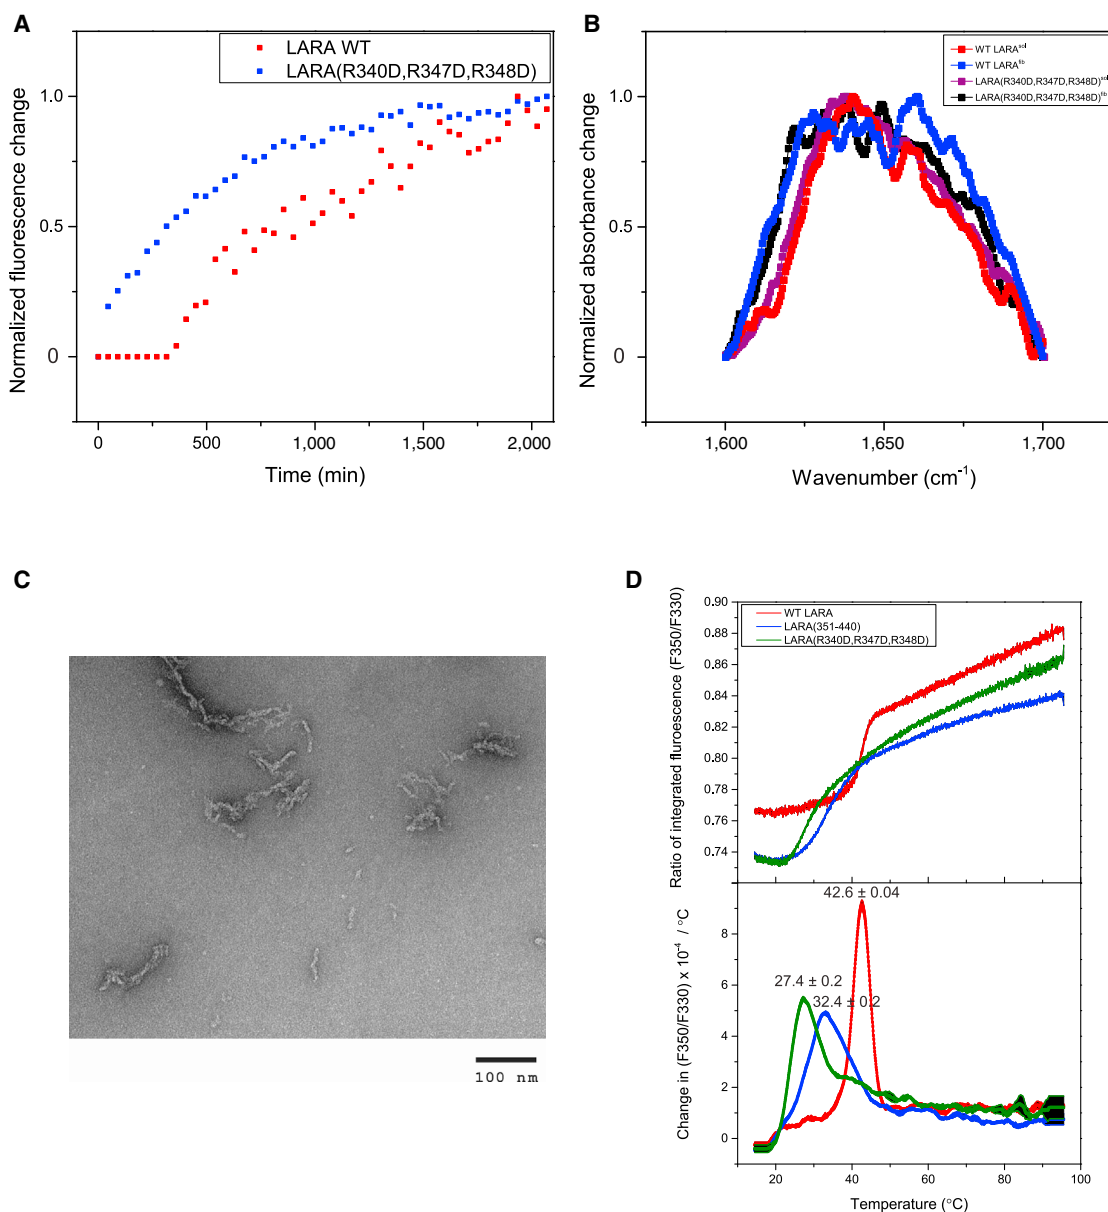 A
LARA WT
LARA(R340D,R347D,R348D)
Normalized fluorescence change
1.0
0.5
0
0
500
1,000
1,500
2,000
Time (min)
B
WT LARAsol
WT LARAfib
LARA(R340D,R347D,R348D)sol
LARA(R340D,R347D,R348D)fib
Normalized absorbance change
1.0
0.5
0
1,600
1,650
1,700
Wavenumber (cm-1)
C
100 nm
D
WT LARA
LARA(351-440)
LARA(R340D,R347D,R348D)
Ratio of integrated fluroescence (F350/F330)
0.90
0.88
0.86
0.84
0.82
0.80
0.78
0.76
0.74
42.6 ± 0.04
27.4 ± 0.2
32.4 ± 0.2
Change in (F350/F330) x 10-4 / °C
8
6
4
2
0
20
40
60
80
100
Temperature (°C)